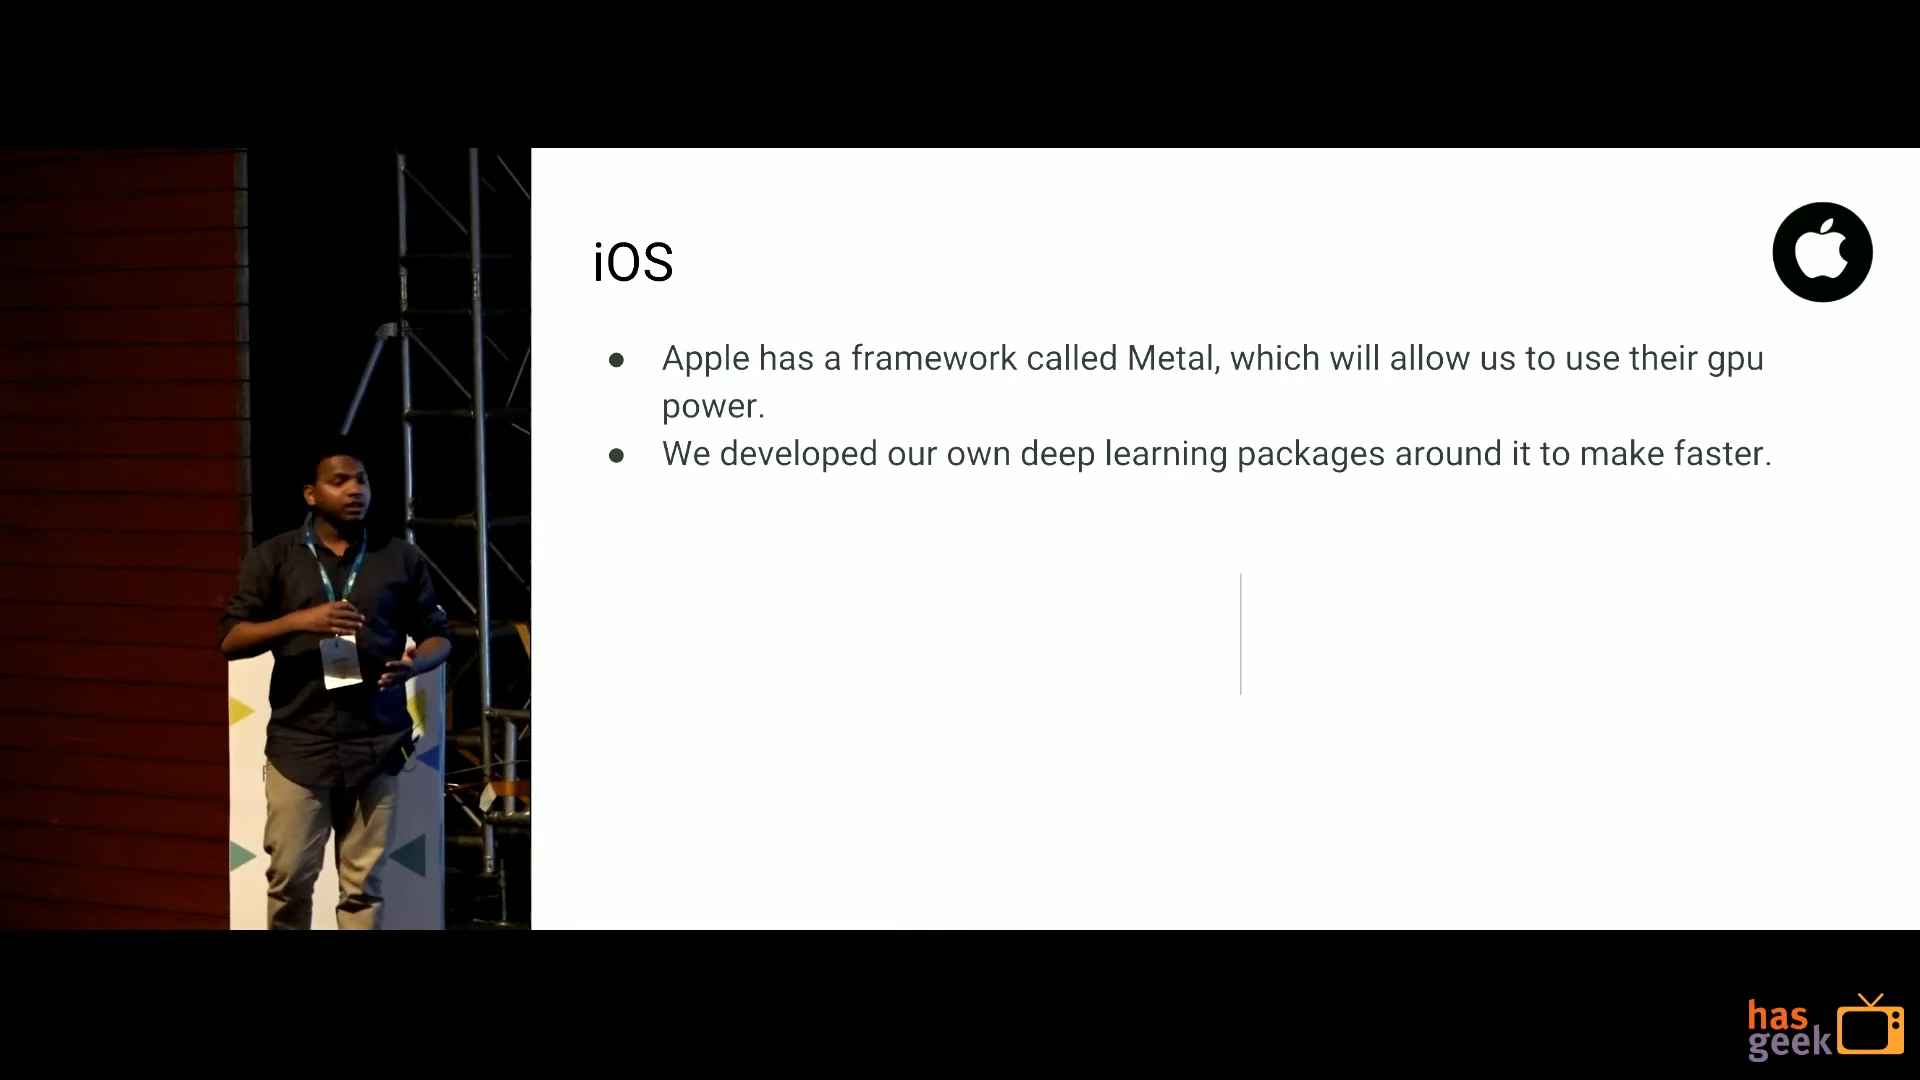 iOS
● Apple has a framework called Metal, which will allow us to use their gpu
power.
● We developed our own deep learning packages around it to make faster.
has
geek